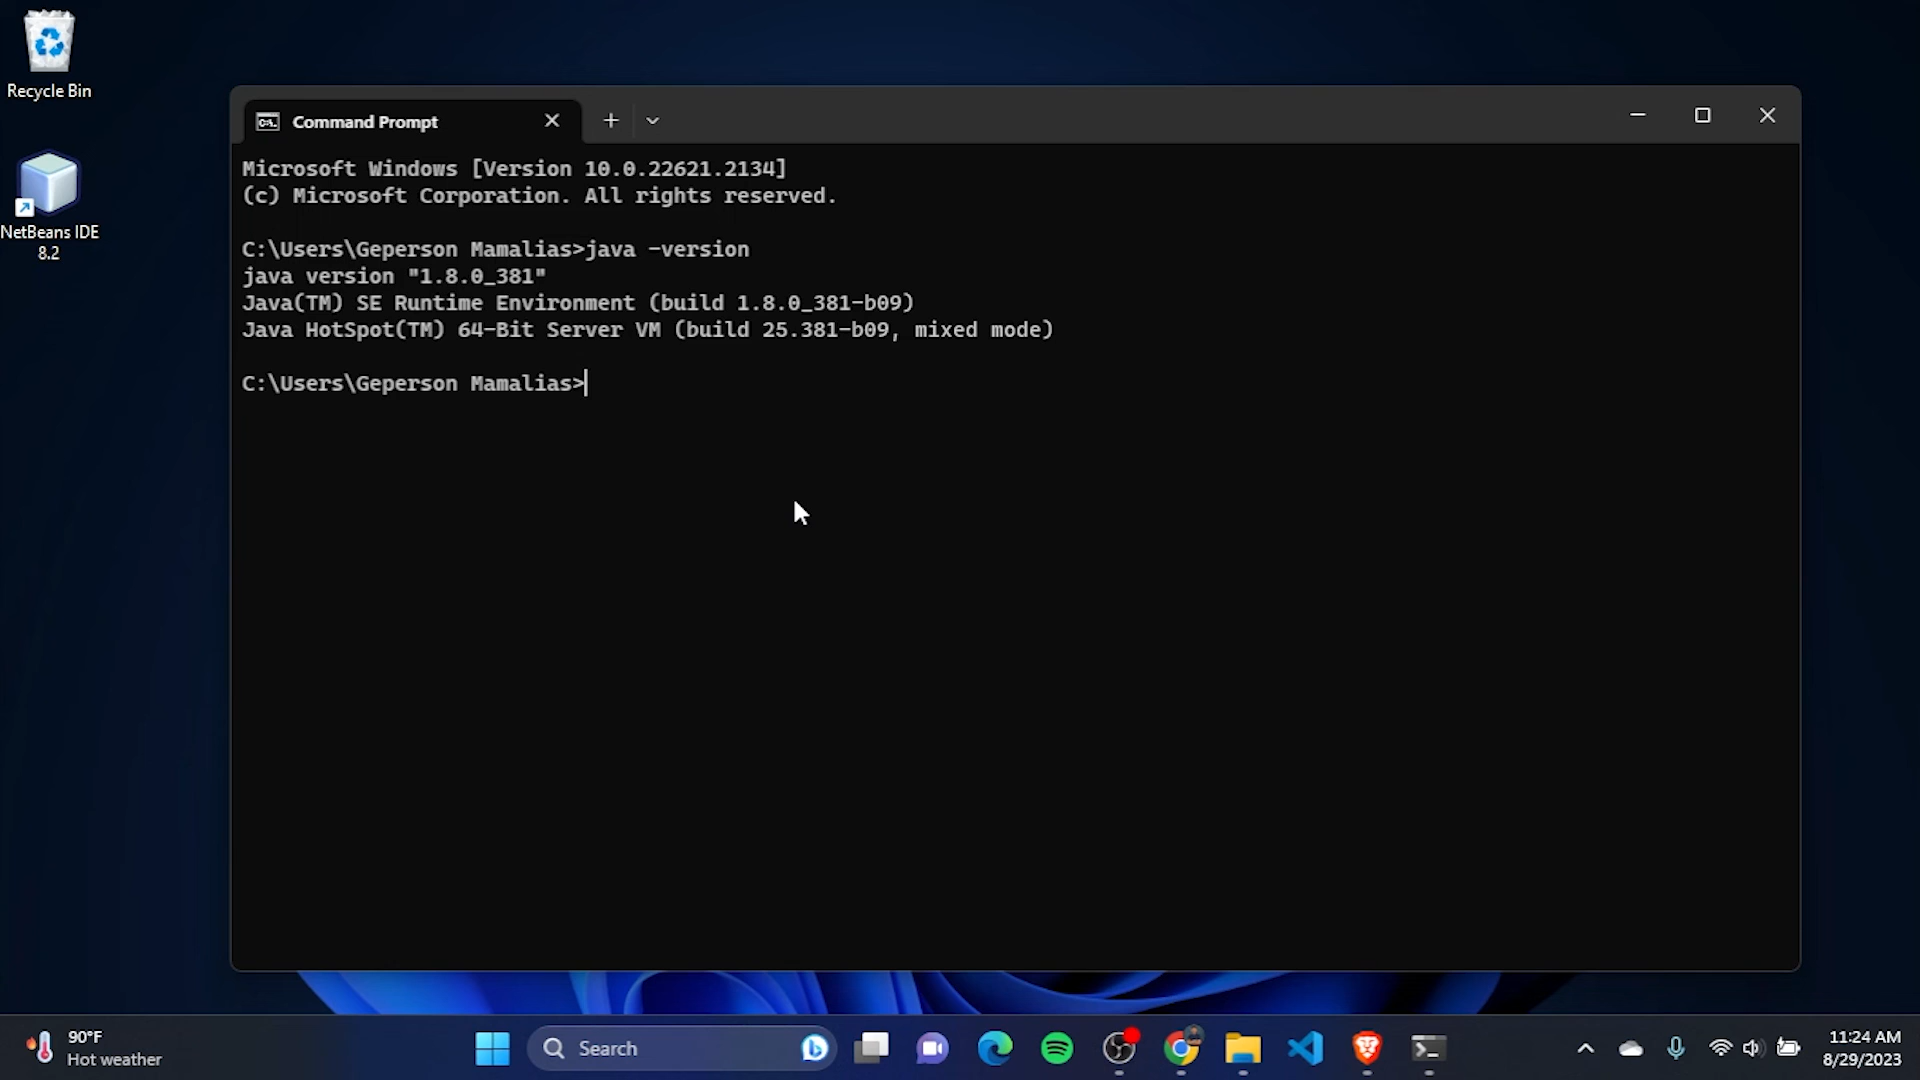 Recycle Bin
NetBeans IDE
8.2
Command Prompt
Microsoft Windows [Version 10.0.22621.2134]
(c) Microsoft Corporation. All rights reserved.
C:\Users\Geperson Mamalias>java -version
java version "1.8.0_381"
Java(TM) SE Runtime Environment (build 1.8.0_381-b09)
Java HotSpot(TM) 64-Bit Server VM (build 25.381-b09, mixed mode)
C:\Users\Geperson Mamalias>
90°F
Hot weather
Search
11:24 AM
8/29/2023